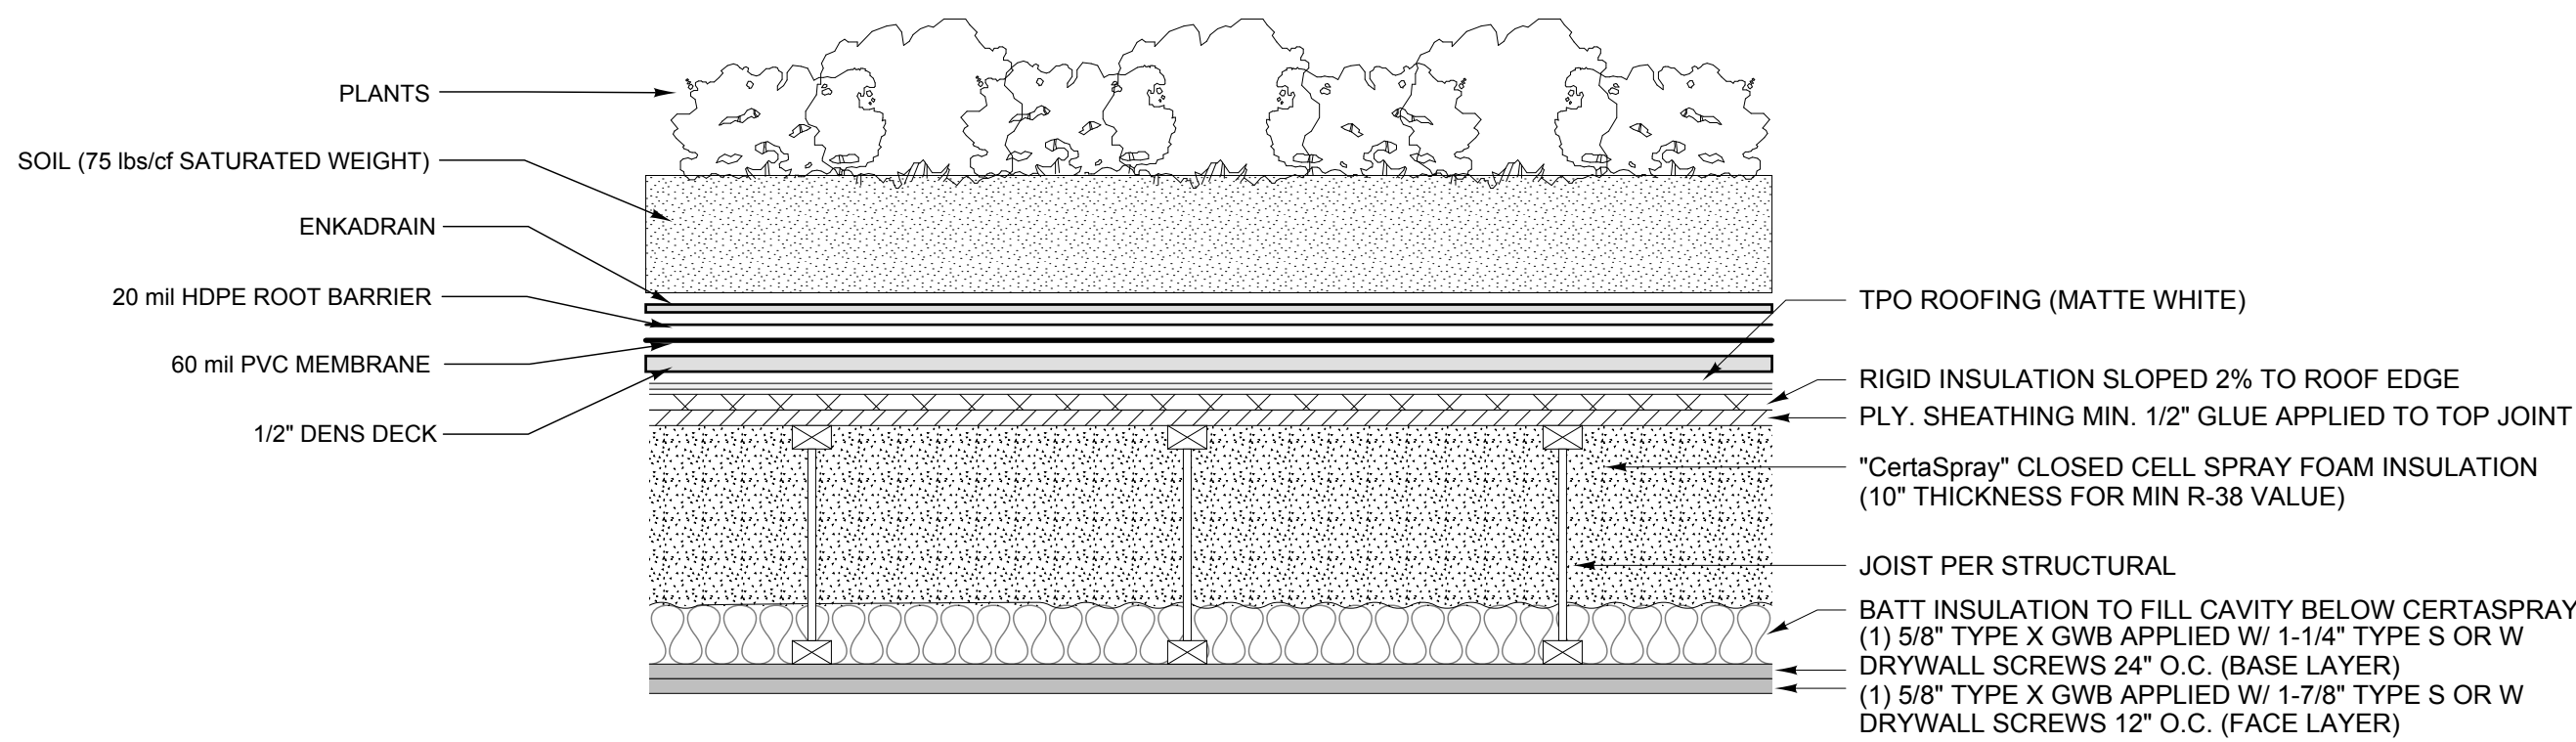 PLANTS
SOIL (75 lbs/cf SATURATED WEIGHT)
ENKADRAIN
20 mil HDPE ROOT BARRIER
60 mil PVC MEMBRANE
1/2" DENS DECK
TPO ROOFING (MATTE WHITE)
RIGID INSULATION SLOPED 2% TO ROOF EDGE
PLY. SHEATHING MIN. 1/2" GLUE APPLIED TO TOP JOINT
"CertaSpray" CLOSED CELL SPRAY FOAM INSULATION
(10" THICKNESS FOR MIN R-38 VALUE)
JOIST PER STRUCTURAL
BATT INSULATION TO FILL CAVITY BELOW CERTASPRAY
(1) 5/8" TYPE X GWB APPLIED W/ 1-1/4" TYPE S OR W
DRYWALL SCREWS 24" O.C. (BASE LAYER)
(1) 5/8" TYPE X GWB APPLIED W/ 1-7/8" TYPE S OR W
DRYWALL SCREWS 12" O.C. (FACE LAYER)